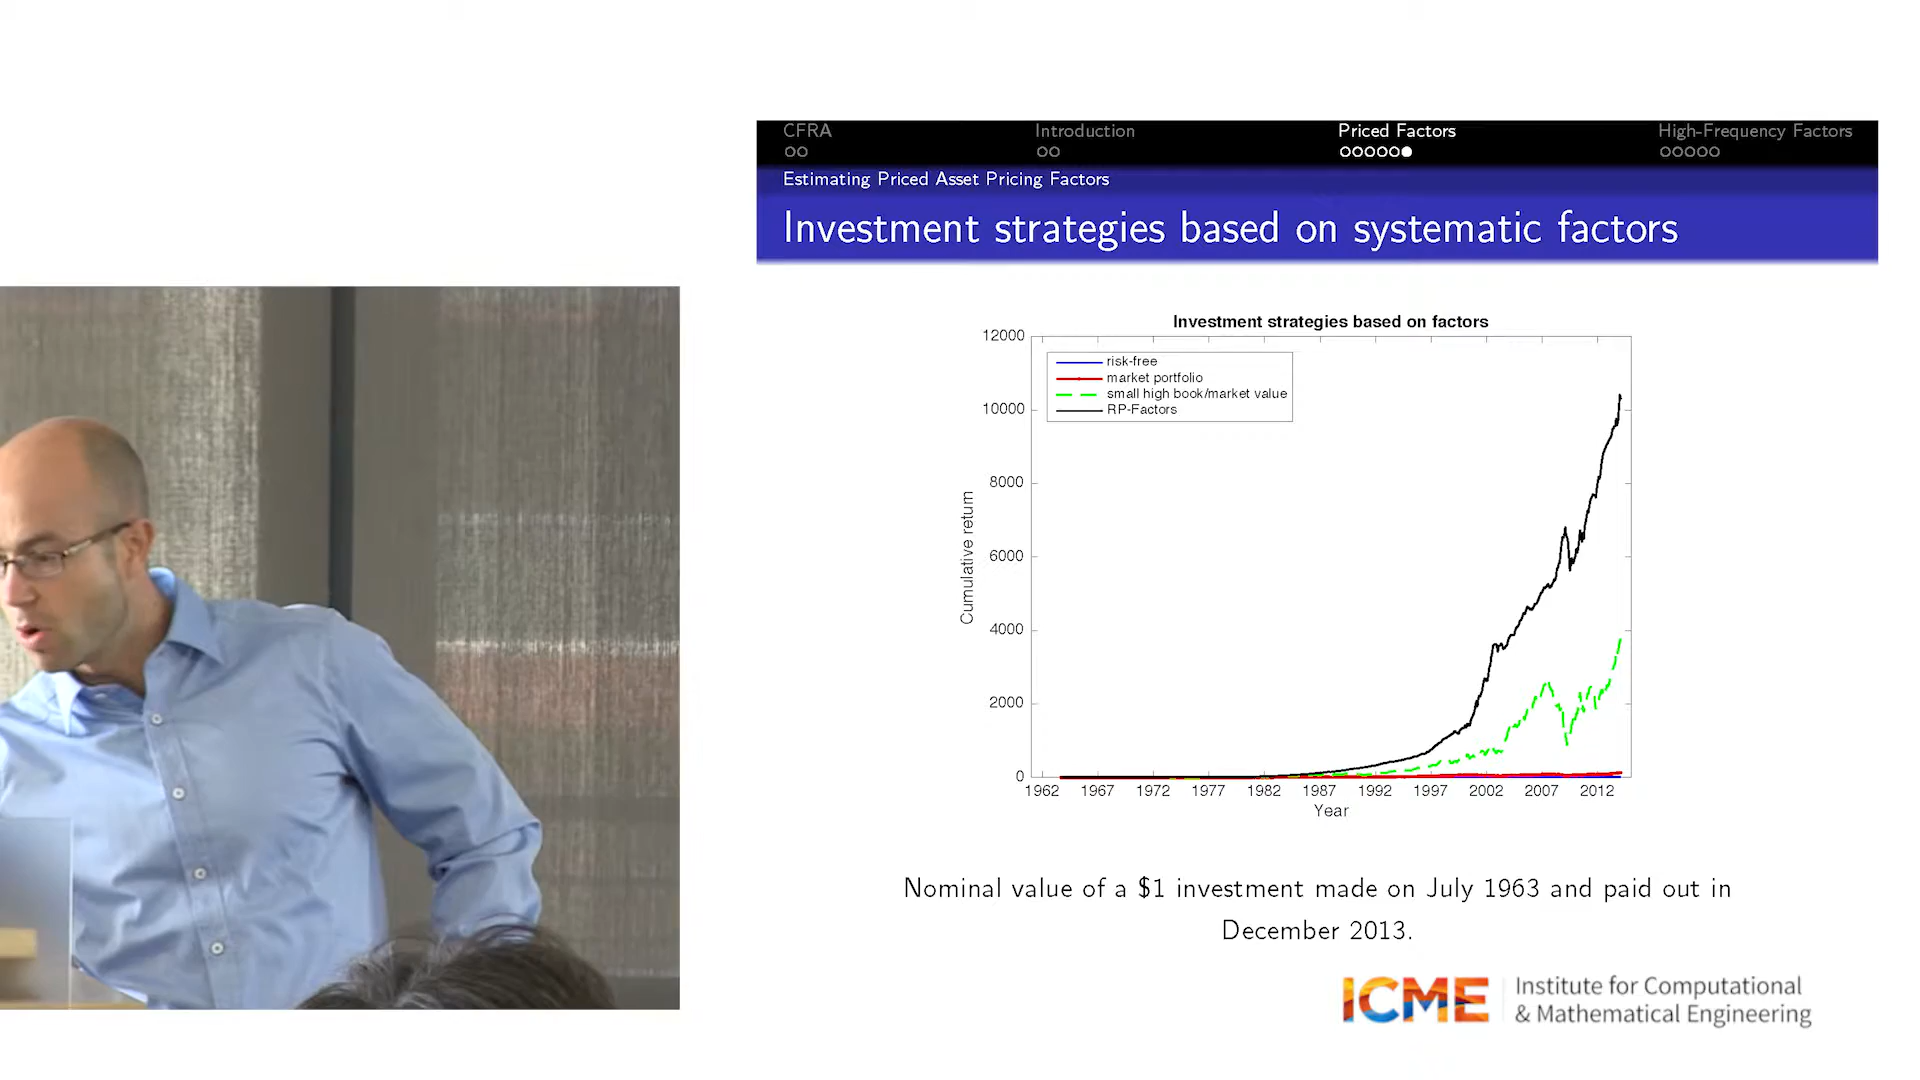 CFRA
Introduction
Priced Factors
High-Frequency Factors
Estimating Priced Asset Pricing Factors
Investment strategies based on systematic factors
Investment strategies based on factors
12000
10000
8000
6000
4000
2000
0
Cumulative return
risk-free
market portfolio
small high book/market value
RP-Factors
1962 1967 1972 1977 1982 1987 1992 1997 2002 2007 2012
Year
Nominal value of a $1 investment made on July 1963 and paid out in
December 2013.
ICME
Institute for Computational
& Mathematical Engineering